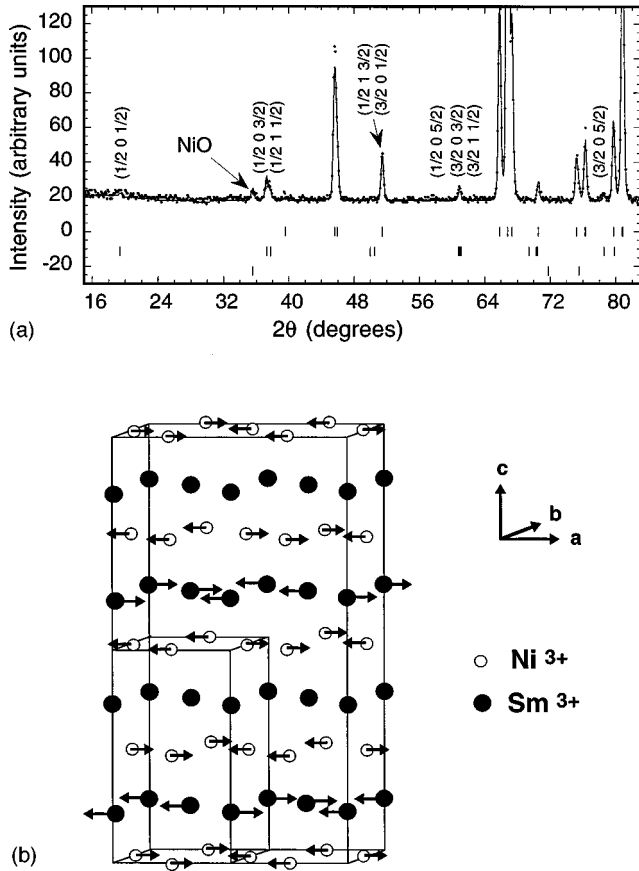 120
100
80
60
40
20
0
Intensity (arbitrary units)
(1/2 0 1/2)
NiO
(1/2 0 3/2)
(1/2 1 1/2)
(1/2 1 3/2)
(3/2 0 1/2)
(1/2 0 5/2)
(3/2 0 3/2)
(3/2 1 1/2)
(3/2 0 5/2)
16 24 32 40 48 56 64 72 80
2θ (degrees)
(a)
c
b
a
Ni 3+
Sm 3+
(b)